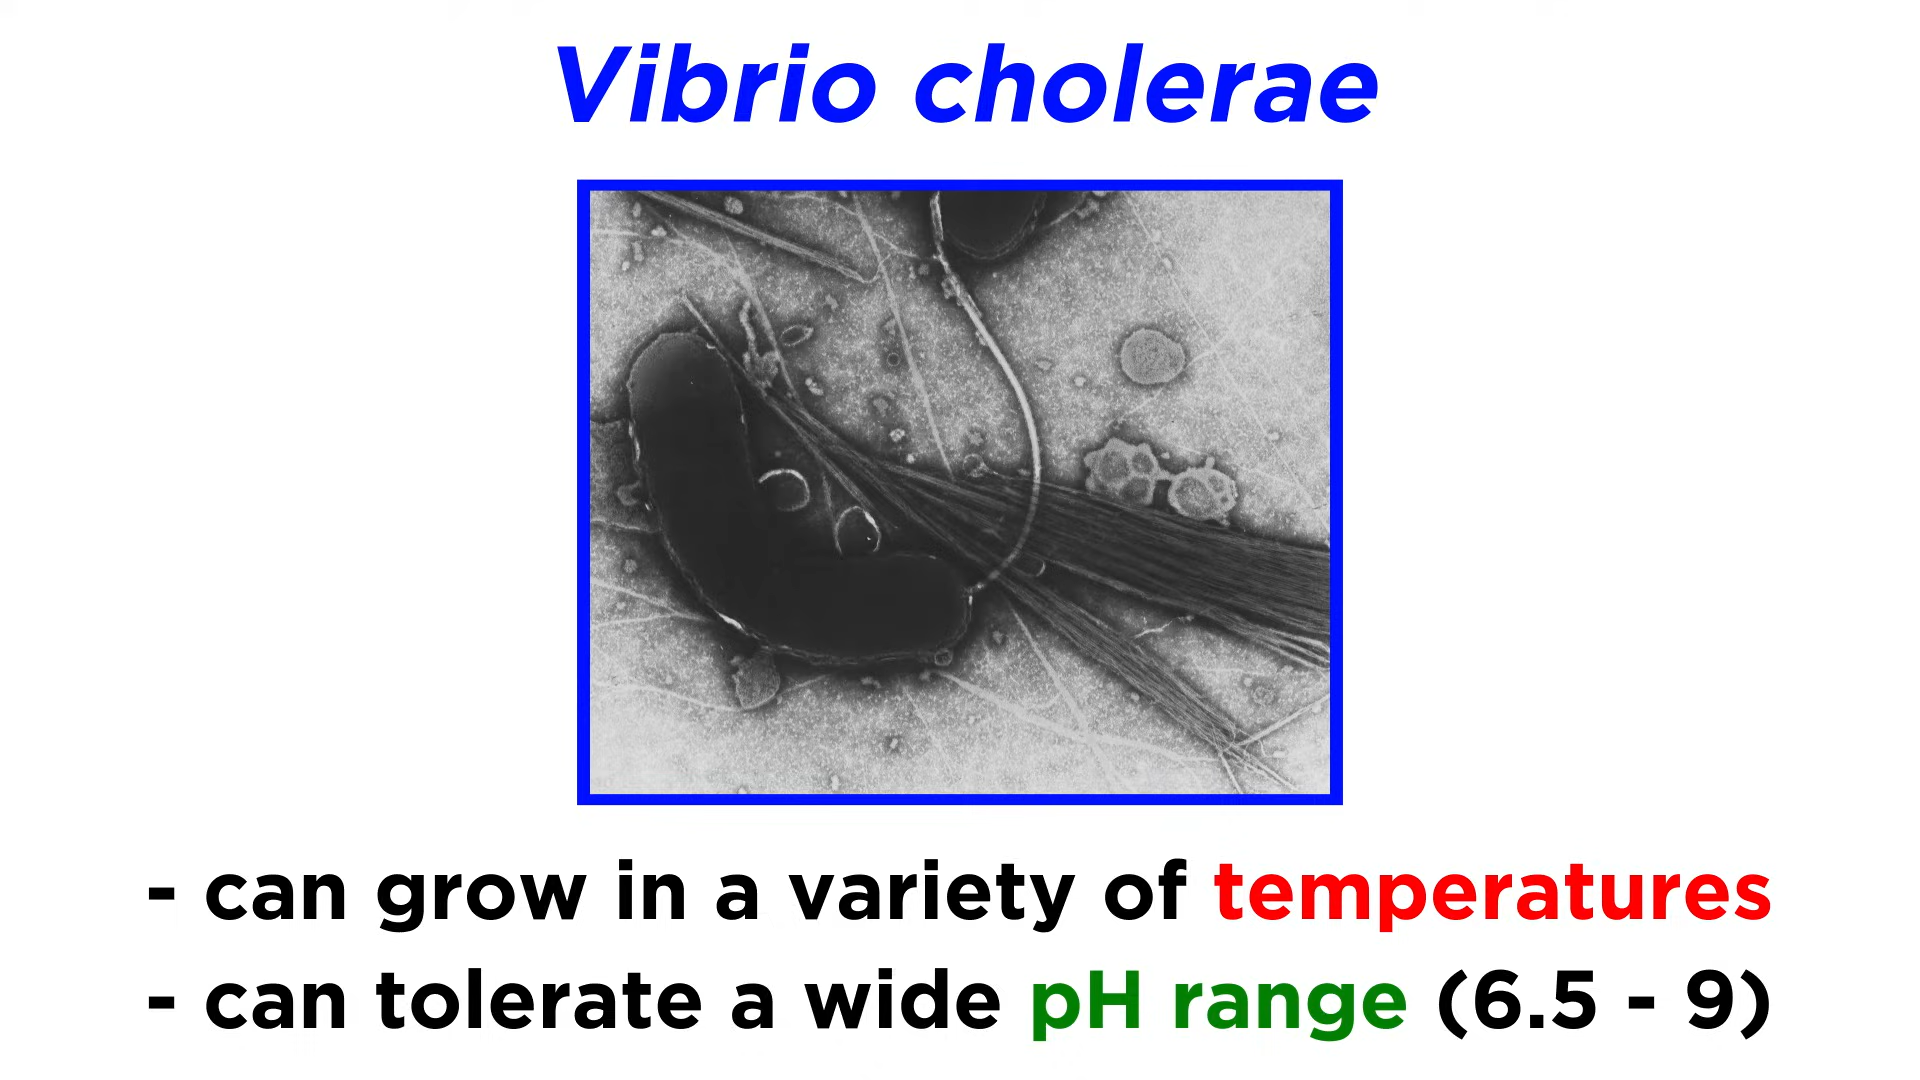 Vibrio cholerae
- can grow in a variety of temperatures
- can tolerate a wide pH range (6.5 - 9)